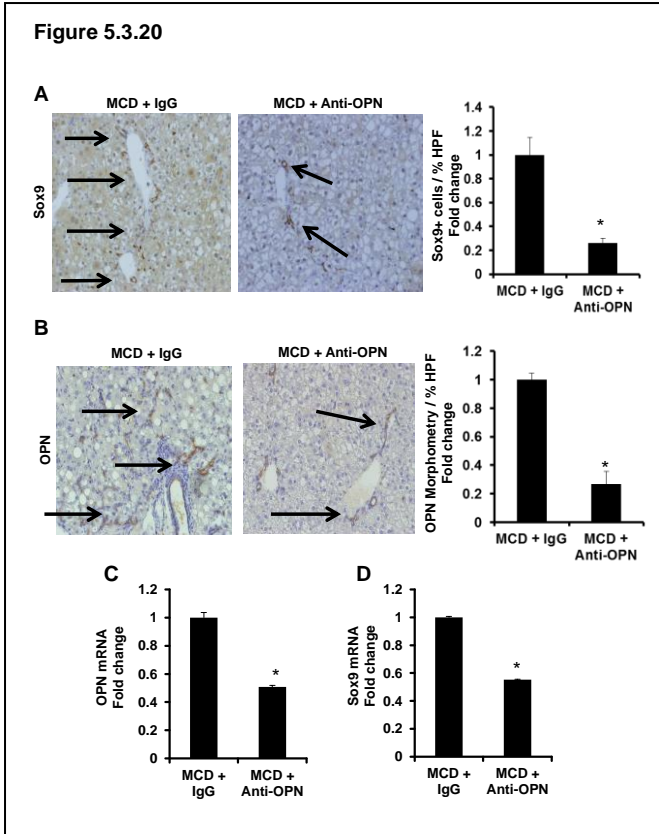 Figure 5.3.20
A
MCD + IgG
MCD + Anti-OPN
Sox9
Sox9+ cells / % HPF
Fold change
1.4
1.2
1
0.8
0.6
0.4
0.2
0
*
MCD + IgG
MCD +
Anti-OPN
B
MCD + IgG
MCD + Anti-OPN
OPN
OPN Morphometry / % HPF
Fold change
1.2
1
0.8
0.6
0.4
0.2
0
*
MCD + IgG
MCD +
Anti-OPN
C
OPN mRNA
Fold change
1.2
1
0.8
0.6
0.4
0.2
0
*
MCD +
IgG
MCD +
Anti-OPN
D
Sox9 mRNA
Fold change
1.2
1
0.8
0.6
0.4
0.2
0
*
MCD +
IgG
MCD +
Anti-OPN